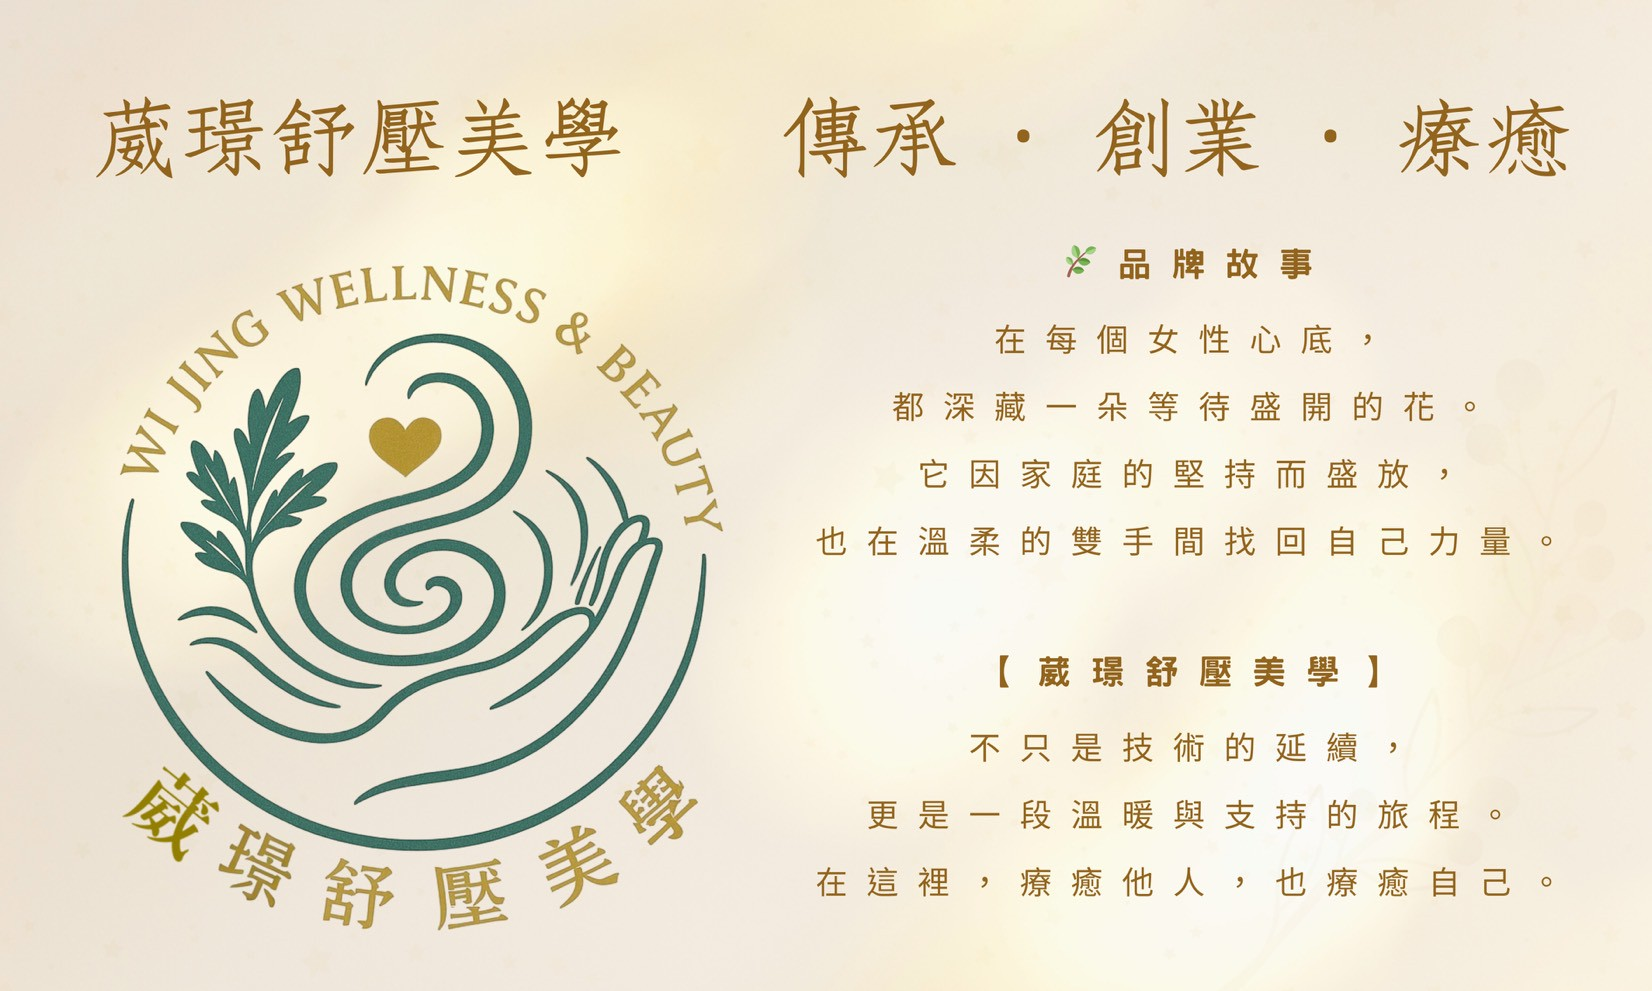 葳璟舒壓美學
WI JING WELLNESS & BEAUTY
葳璟舒壓美學
傳承・創業・療癒
🌿品牌故事
在每個女性心底，
都深藏一朵等待盛開的花。
它因家庭的堅持而盛放，
也在溫柔的雙手間找回自己力量。
【葳璟舒壓美學】
不只是技術的延續，
更是一段溫暖與支持的旅程。
在這裡，療癒他人，也療癒自己。